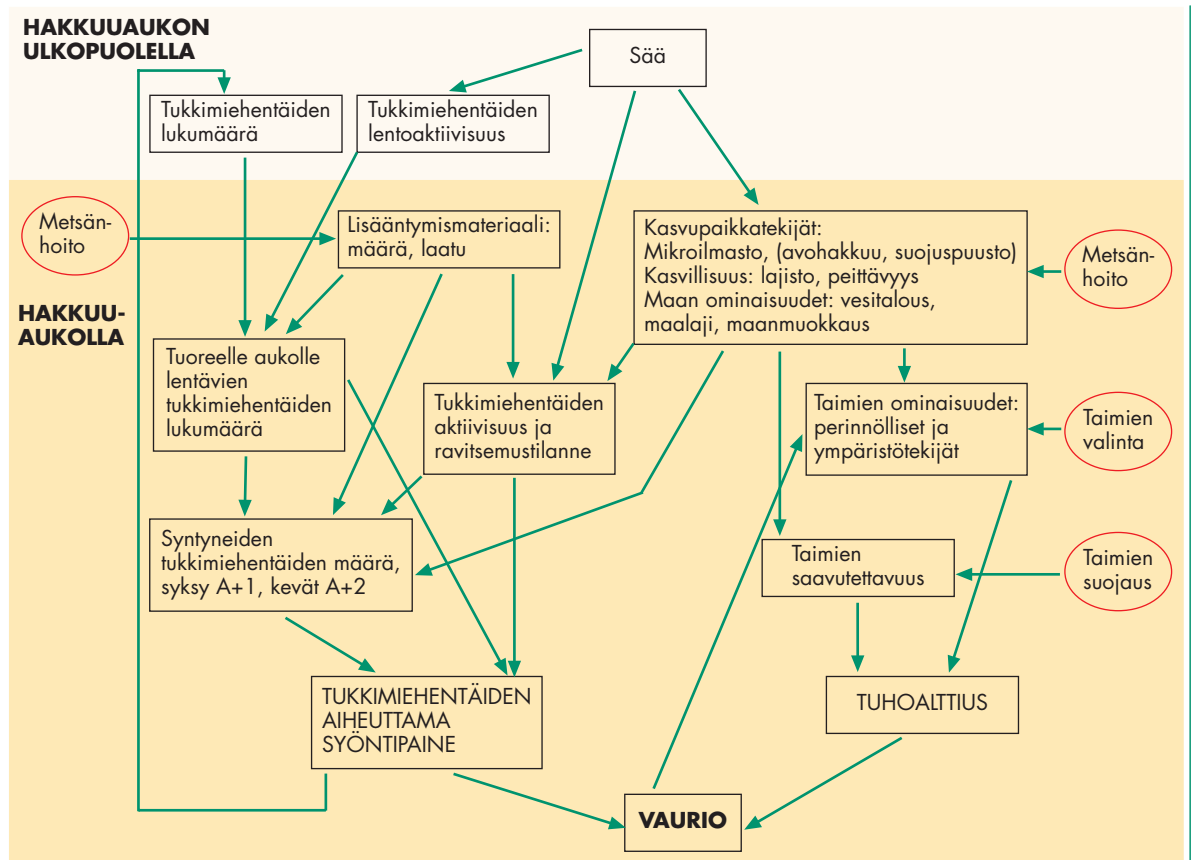 HAKKUUAUKON
ULKOPUOLELLA
Sää
Tukkimiehentäiden
lukumäärä
Tukkimiehentäiden
lentoaktiivisuus
Metsän-
hoito
Lisääntymismateriaali:
määrä, laatu
Kasvupaikkatekijät:
Mikroilmasto, (avohakkuu, suojuspuusto)
Kasvillisuus: lajisto, peittävyys
Maan ominaisuudet: vesitalous,
maalaji, maanmuokkaus
Metsän-
hoito
HAKKUU-
AUKOLLA
Tuoreelle aukolle
lentävien
tukkimiehentäiden
lukumäärä
Tukkimiehentäiden
aktiivisuus ja
ravitsemustilanne
Taimien ominaisuudet:
perinnölliset ja
ympäristötekijät
Taimien
valinta
Syntyneiden
tukkimiehentäiden määrä,
syksy A+1, kevät A+2
Taimien
saavutettavuus
Taimien
suojaus
TUKKIMIEHENTÄIDEN
AIHEUTTAMA
SYÖNTIPAINE
TUHOALTTIUS
VAURIO